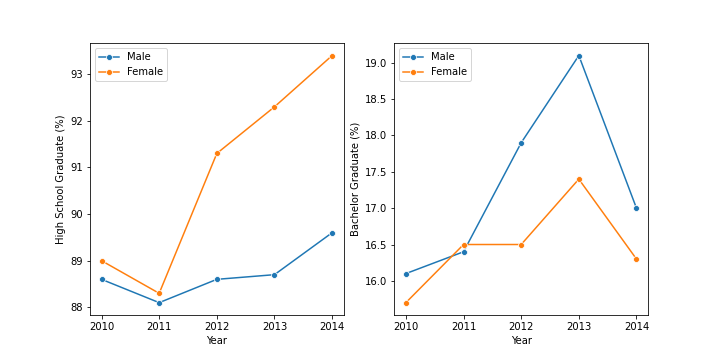 Male
Female
High School Graduate (%)
93
92
91
90
89
88
2010 2011 2012 2013 2014
Year
Male
Female
Bachelor Graduate (%)
19.0
18.5
18.0
17.5
17.0
16.5
16.0
2010 2011 2012 2013 2014
Year